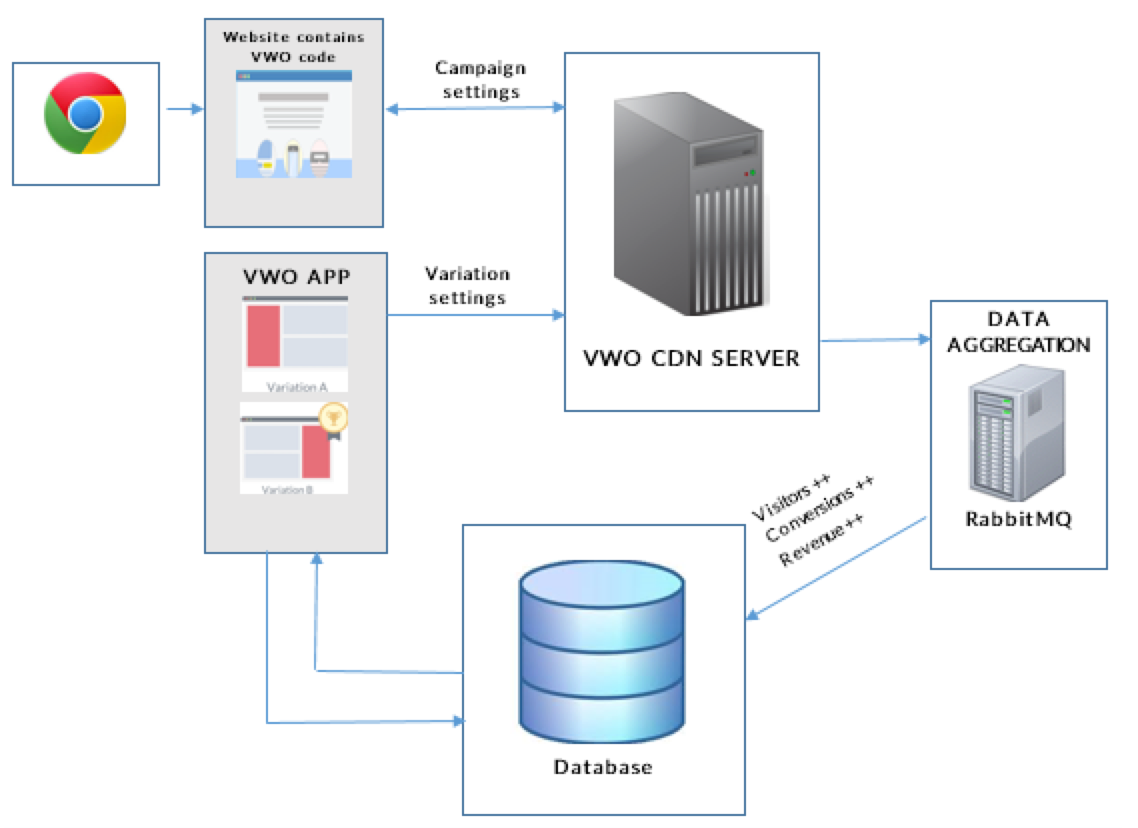 Website contains
VWO code
Campaign
settings
VWO APP
Variation A
Variation B
Variation
settings
VWO CDN SERVER
DATA
AGGREGATION
RabbitMQ
Visitors ++
Conversions ++
Revenue ++
Database